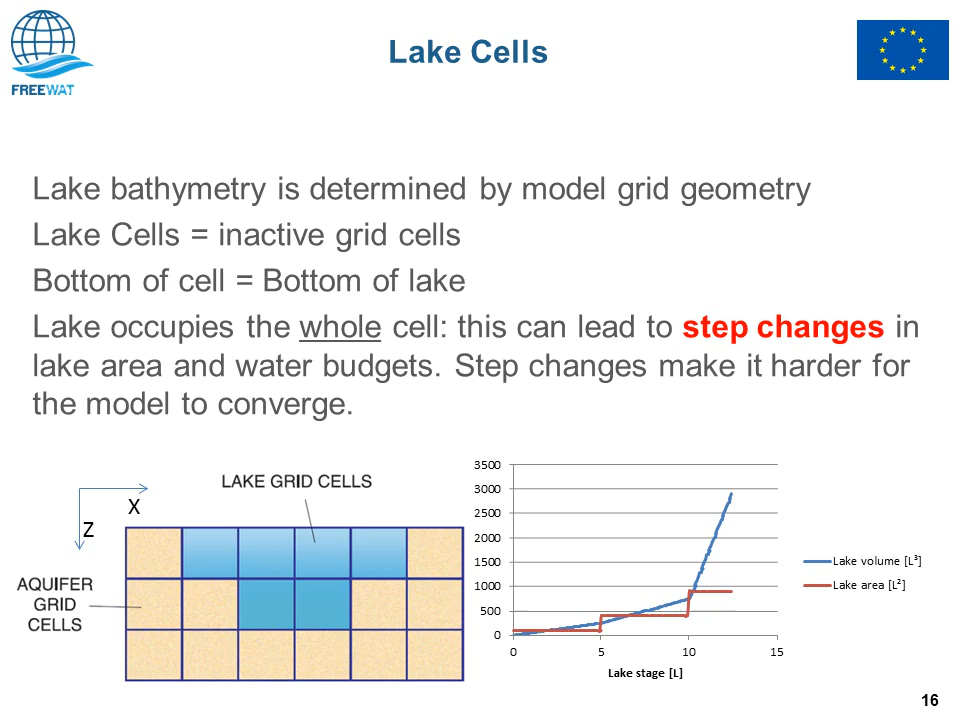 Lake Cells
FREEWAT
Lake bathymetry is determined by model grid geometry
Lake Cells = inactive grid cells
Bottom of cell = Bottom of lake
Lake occupies the whole cell: this can lead to step changes in
lake area and water budgets. Step changes make it harder for
the model to converge.
X
Z
LAKE GRID CELLS
AQUIFER
GRID
CELLS
3500
3000
2500
2000
1500
1000
500
0
0 5 10 15
Lake stage [L]
Lake volume [L³]
Lake area [L²]
16